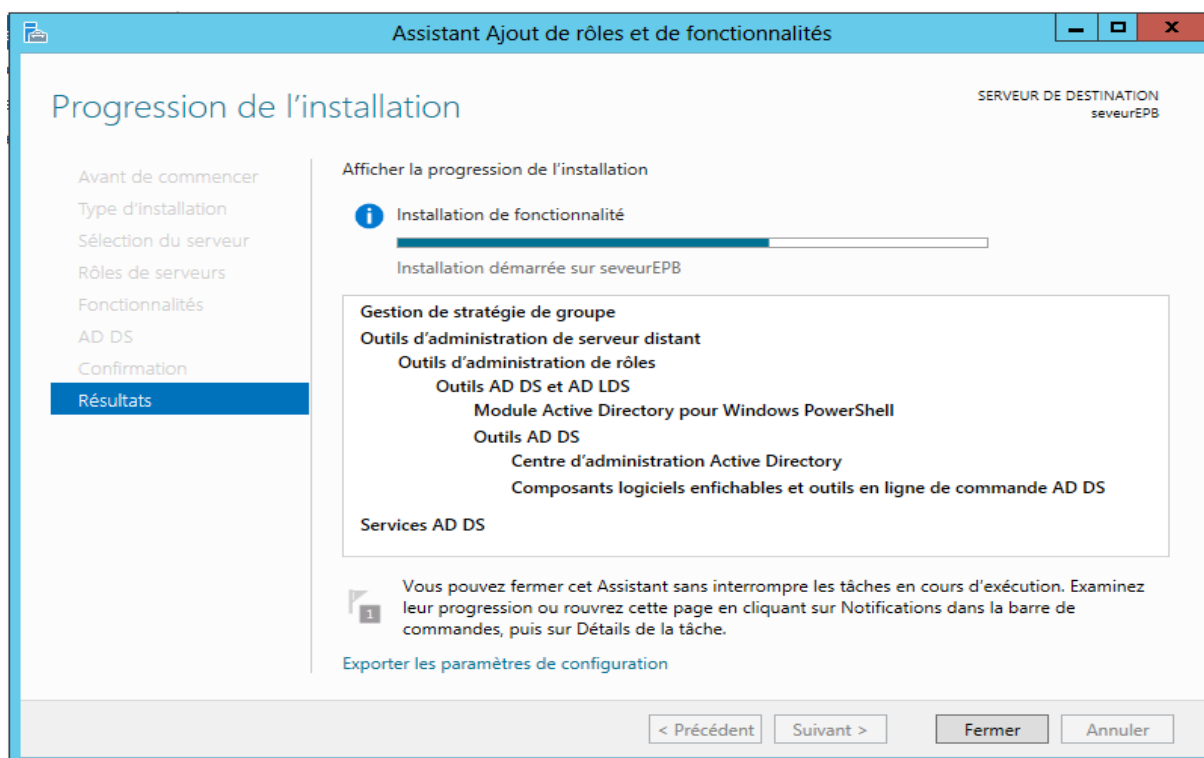 Assistant Ajout de rôles et de fonctionnalités
Progression de l'installation
SERVEUR DE DESTINATION
seveurEPB
Avant de commencer
Type d'installation
Sélection du serveur
Rôles de serveurs
Fonctionnalités
AD DS
Confirmation
Résultats
Afficher la progression de l'installation
Installation de fonctionnalité
Installation démarrée sur seveurEPB
Gestion de stratégie de groupe
Outils d'administration de serveur distant
Outils d'administration de rôles
Outils AD DS et AD LDS
Module Active Directory pour Windows PowerShell
Outils AD DS
Centre d'administration Active Directory
Composants logiciels enfichables et outils en ligne de commande AD DS
Services AD DS
1
Vous pouvez fermer cet Assistant sans interrompre les tâches en cours d'exécution. Examinez
leur progression ou rouvrez cette page en cliquant sur Notifications dans la barre de
commandes, puis sur Détails de la tâche.
Exporter les paramètres de configuration
< Précédent
Suivant >
Fermer
Annuler